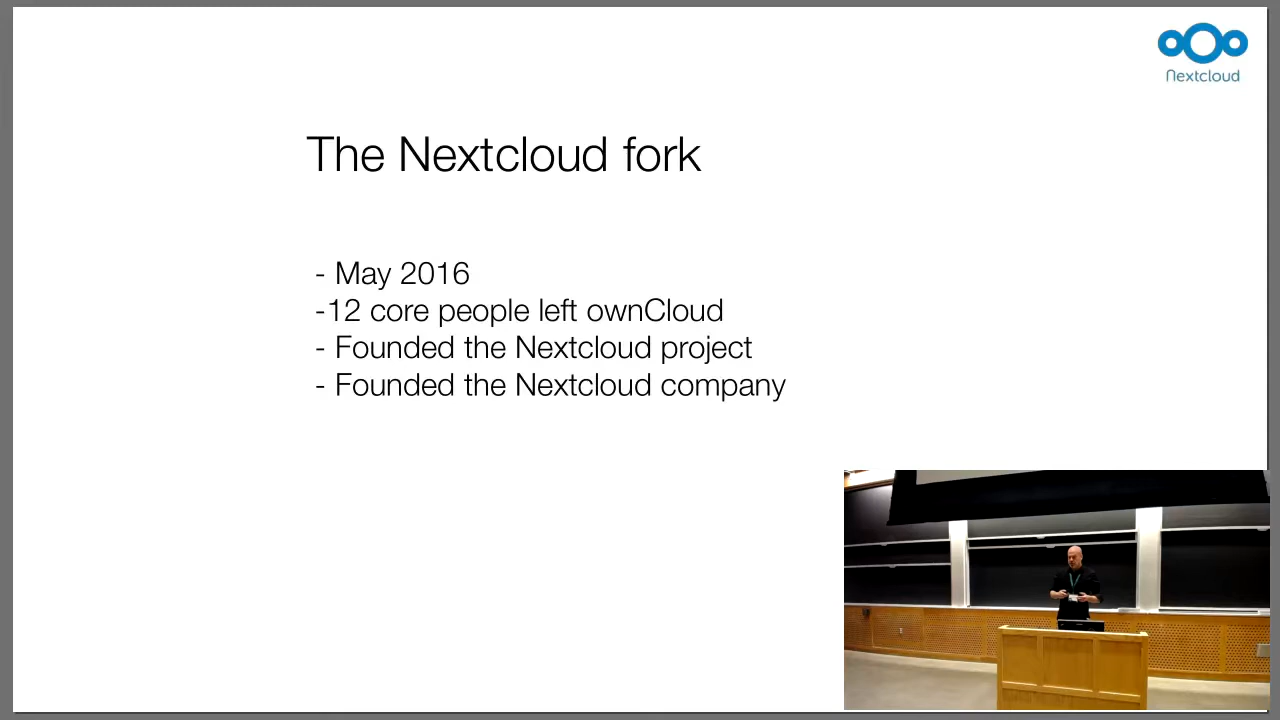 Nextcloud
The Nextcloud fork
- May 2016
-12 core people left ownCloud
- Founded the Nextcloud project
- Founded the Nextcloud company